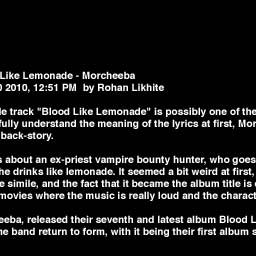 Like Lemonade - Morcheeba
2010, 12:51 PM by Rohan Likhite
track "Blood Like Lemonade" is possibly one of the
fully understand the meaning of the lyrics at first, Mor
back-story.
about an ex-priest vampire bounty hunter, who goes
he drinks like lemonade. It seemed a bit weird at first,
simile, and the fact that it became the album title is
movies where the music is really loud and the charact
eeba, released their seventh and latest album Blood L
he band return to form, with it being their first album s